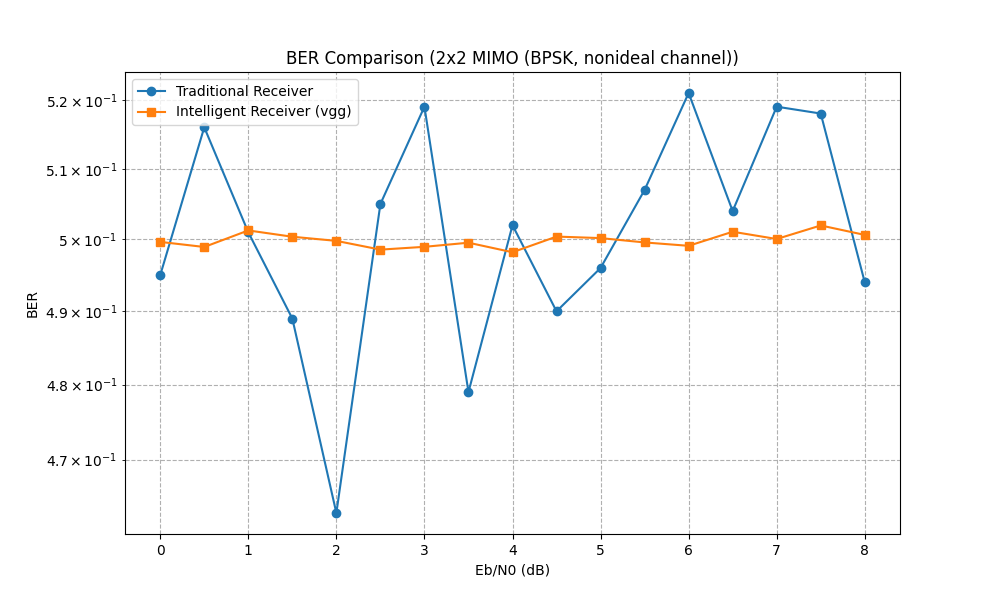 BER Comparison (2x2 MIMO (BPSK, nonideal channel))
Traditional Receiver
Intelligent Receiver (vgg)
5.2 × 10⁻¹
5.1 × 10⁻¹
5 × 10⁻¹
4.9 × 10⁻¹
4.8 × 10⁻¹
4.7 × 10⁻¹
BER
0 1 2 3 4 5 6 7 8
Eb/N0 (dB)